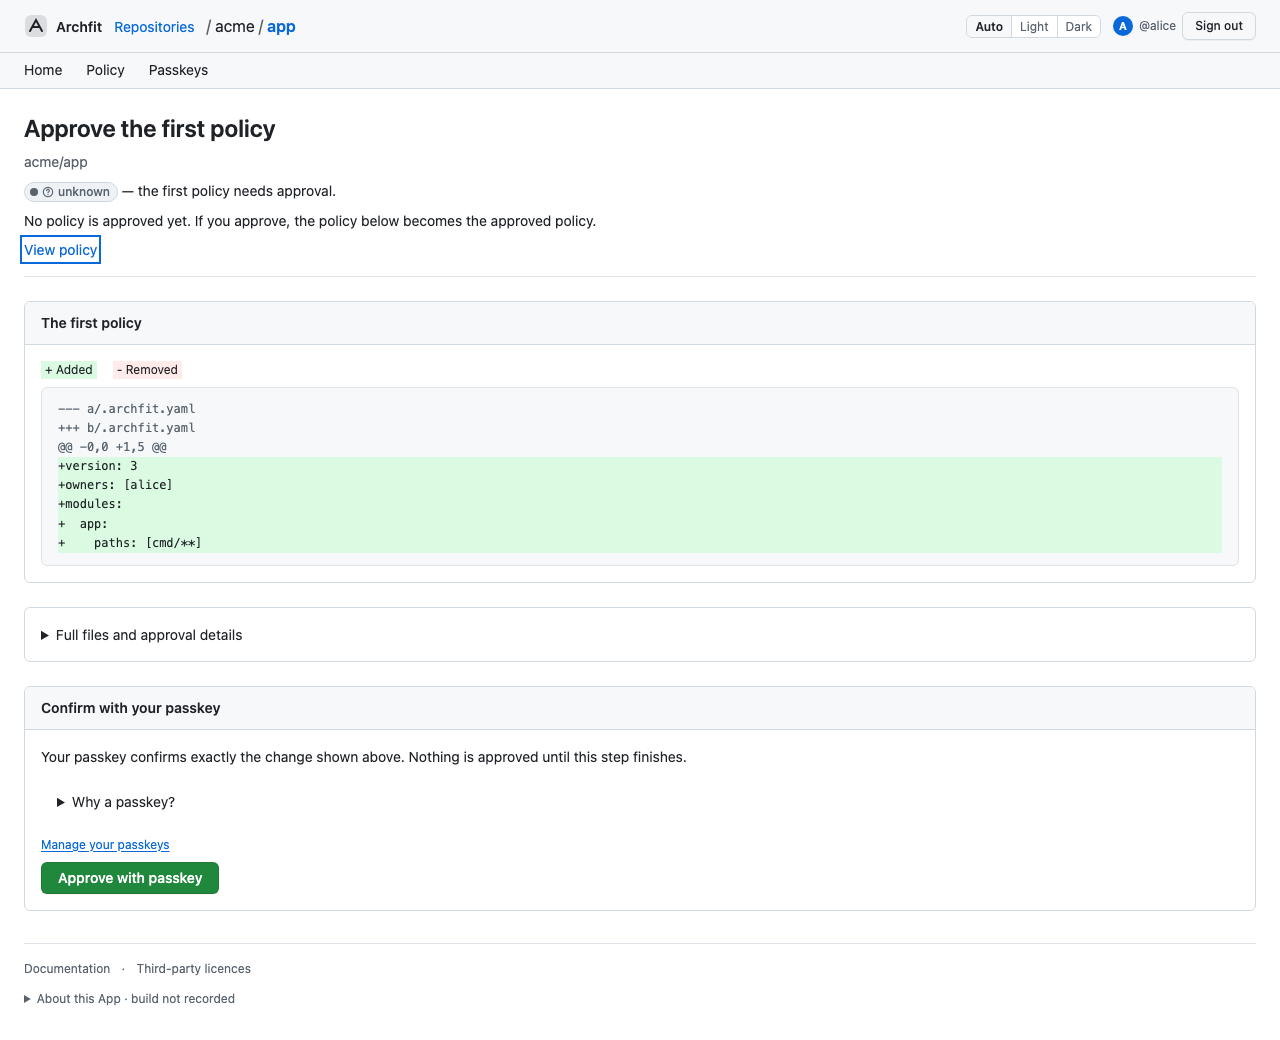 Archfit Repositories / acme / app Auto Light Dark A @alice Sign out
Home Policy Passkeys
Approve the first policy
acme/app
unknown — the first policy needs approval.
No policy is approved yet. If you approve, the policy below becomes the approved policy.
View policy
The first policy
+ Added - Removed
--- a/.archfit.yaml
+++ b/.archfit.yaml
@@ -0,0 +1,5 @@
+version: 3
+owners: [alice]
+modules:
+  app:
+    paths: [cmd/**]
Full files and approval details
Confirm with your passkey
Your passkey confirms exactly the change shown above. Nothing is approved until this step finishes.
Why a passkey?
Manage your passkeys
Approve with passkey
Documentation · Third-party licences
About this App · build not recorded